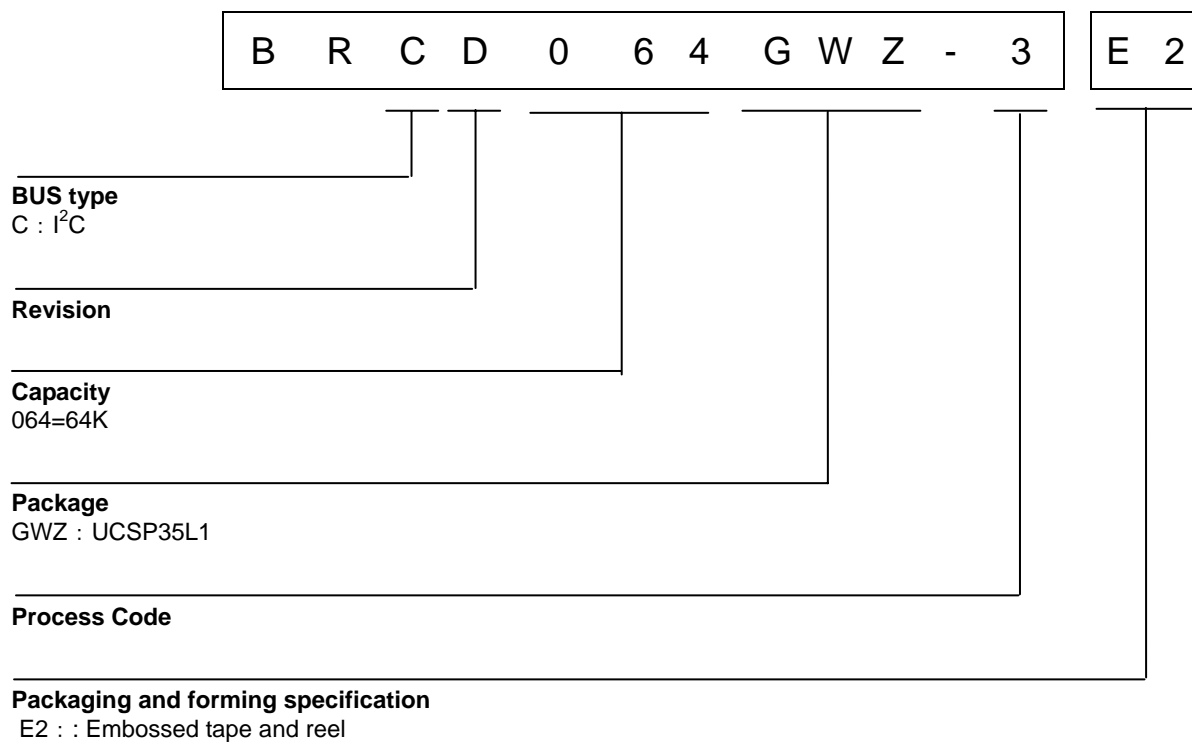 B R C D 0 6 4 G W Z - 3 E 2
BUS type
C : I²C
Revision
Capacity
064=64K
Package
GWZ : UCSP35L1
Process Code
Packaging and forming specification
E2 : : Embossed tape and reel